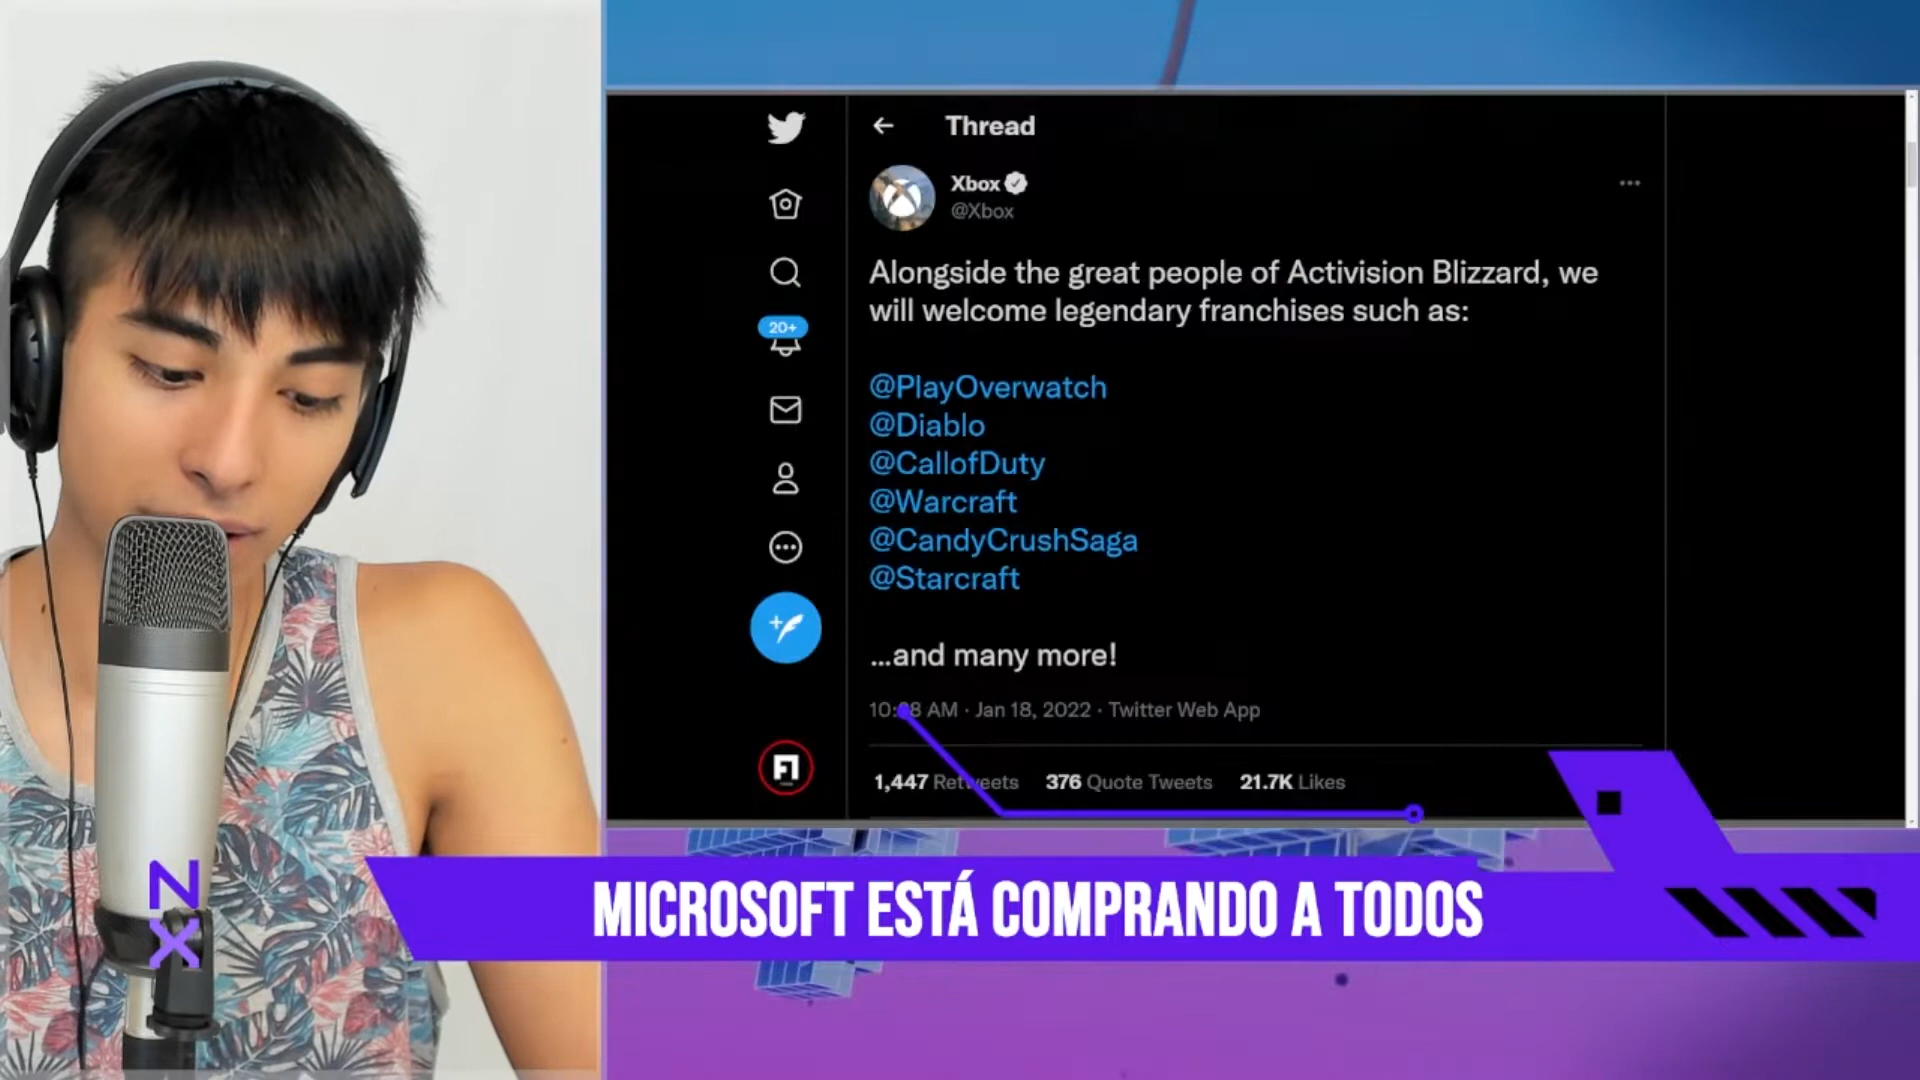 Thread
Xbox
@Xbox
Alongside the great people of Activision Blizzard, we
will welcome legendary franchises such as:
20+
@PlayOverwatch
@Diablo
@CallofDuty
@Warcraft
@CandyCrushSaga
@Starcraft
...and many more!
AM · Jan 18, 2022 · Twitter Web App
1,447 Retweets 376 Quote Tweets 21.7K Likes
NX
MICROSOFT ESTÁ COMPRANDO A TODOS